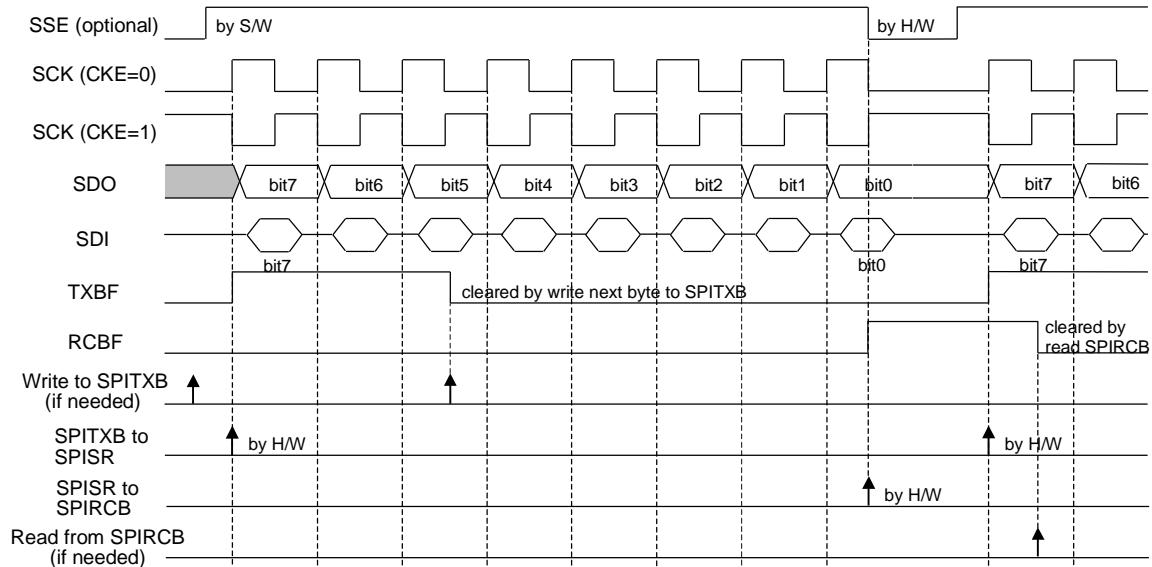 SSE (optional)
by S/W
by H/W
SCK (CKE=0)
SCK (CKE=1)
SDO
bit7
bit6
bit5
bit4
bit3
bit2
bit1
bit0
bit7
bit6
SDI
bit7
bit0
bit7
TXBF
cleared by write next byte to SPITXB
RCBF
cleared by
read SPIRCB
Write to SPITXB
(if needed)
SPITXB to
SPISR
by H/W
by H/W
SPISR to
SPIRCB
by H/W
Read from SPIRCB
(if needed)